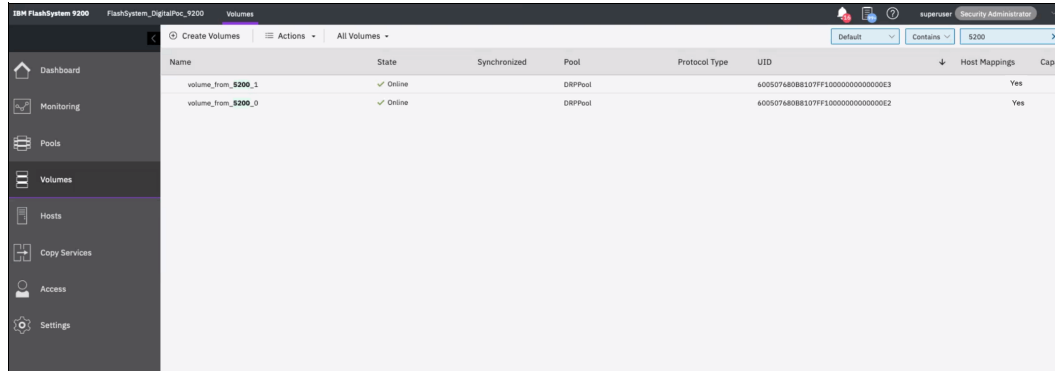 IBM FlashSystem 9200 FlashSystem_DigitalPoc_9200 Volumes superuser Security Administrator
Create Volumes Actions All Volumes Default Contains 5200
Name State Synchronized Pool Protocol Type UID Host Mappings Cap
volume_from_5200_1 Online DRPPool 600507680B8107FF10000000000000E3 Yes
volume_from_5200_0 Online DRPPool 600507680B8107FF10000000000000E2 Yes
Dashboard
Monitoring
Pools
Volumes
Hosts
Copy Services
Access
Settings